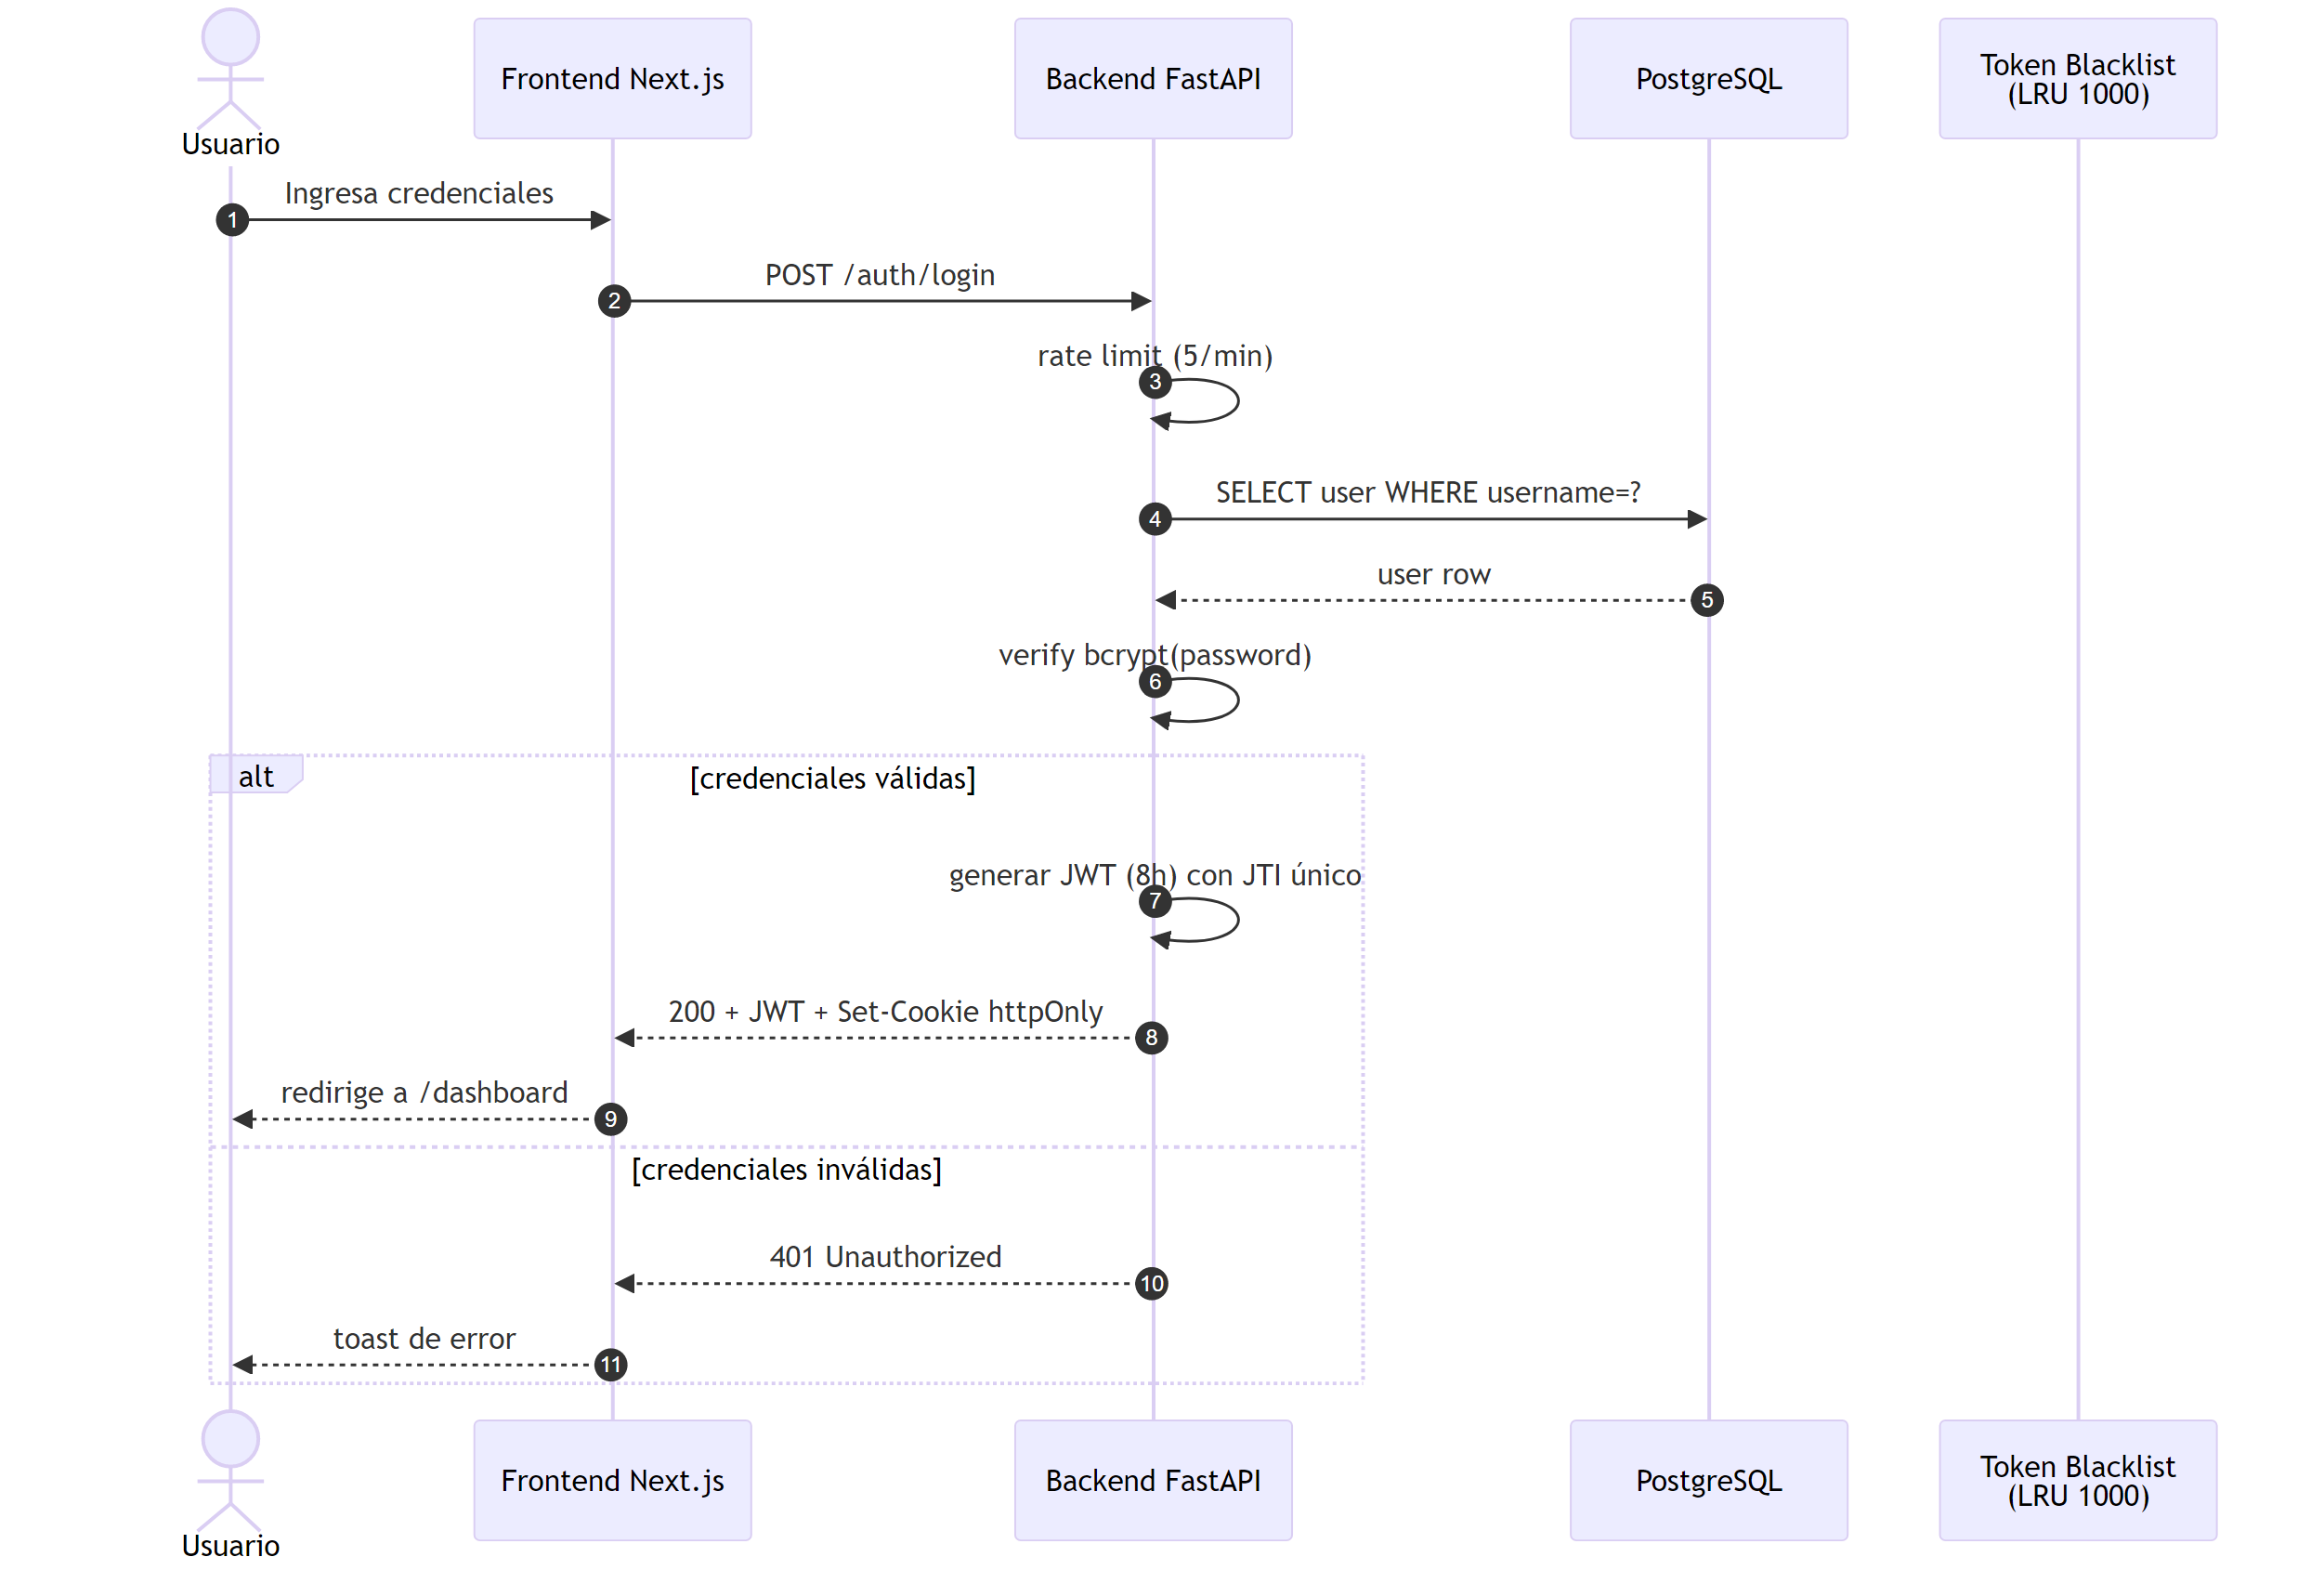 Usuario
Frontend Next.js
Backend FastAPI
PostgreSQL
Token Blacklist
(LRU 1000)
Ingresa credenciales
1
POST /auth/login
2
rate limit (5/min)
3
SELECT user WHERE username=?
4
user row
5
verify bcrypt(password)
6
alt
[credenciales válidas]
generar JWT (8h) con JTI único
7
200 + JWT + Set-Cookie httpOnly
8
redirige a /dashboard
9
[credenciales inválidas]
401 Unauthorized
10
toast de error
11
Usuario
Frontend Next.js
Backend FastAPI
PostgreSQL
Token Blacklist
(LRU 1000)